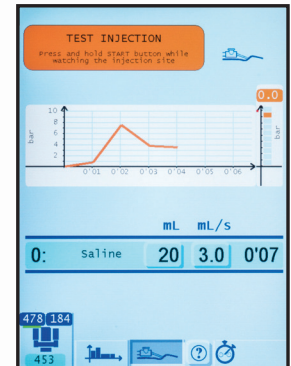 TEST INJECTION
Press and hold START button while
watching the injection site
0.0
10
8
6
4
2
bar
bar
0'01 0'02 0'03 0'04 0'05 0'06
mL mL/s
0: Saline 20 3.0 0'07
478 184
453
?